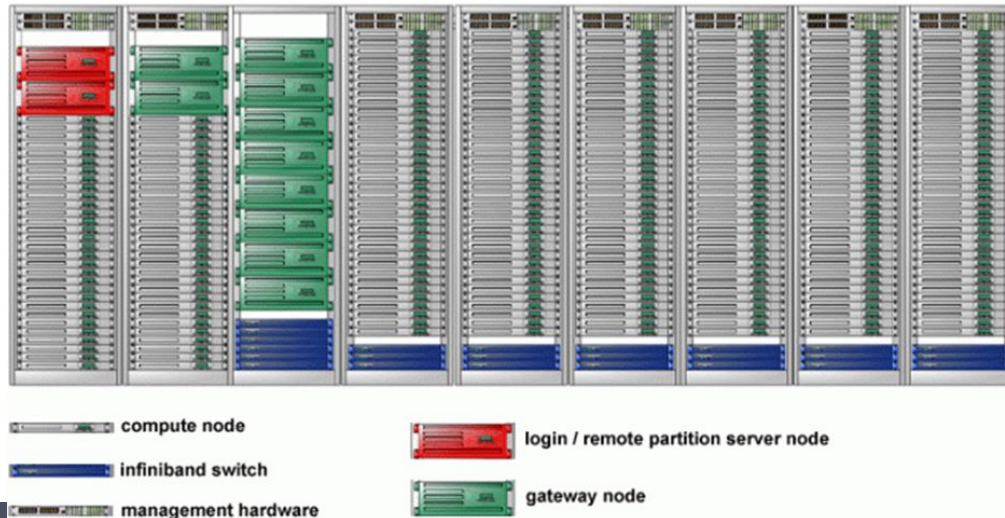 compute node
infiniband switch
management hardware
login / remote partition server node
gateway node